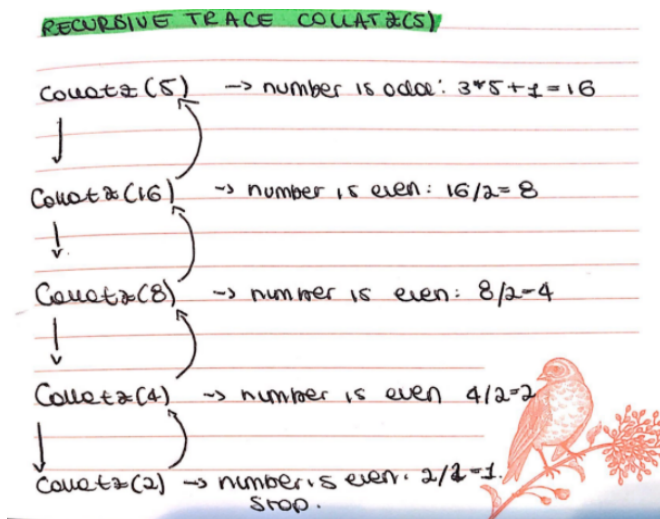 RECURSIVE TRACE COLLATZ(5)
Collatz(5) -> number is odd: 3*5+1=16
Collatz(16) -> number is even: 16/2=8
Collatz(8) -> number is even: 8/2=4
Collatz(4) -> number is even 4/2=2
Collatz(2) -> number is even. 2/2=1.
Stop.